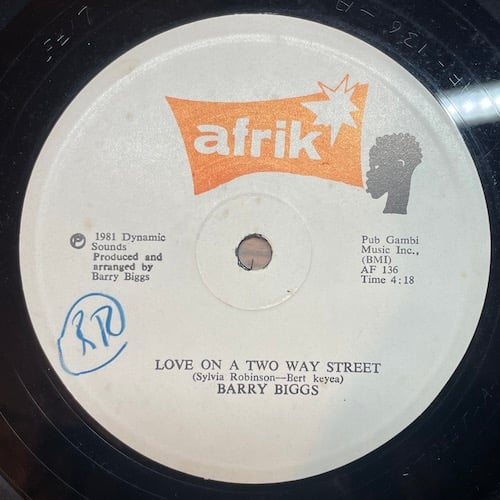 afrik
℗ 1981 Dynamic
Sounds
Produced and
arranged by
Barry Biggs
Pub Gambi
Music Inc.,
(BMI)
AF 136
Time 4:18
LOVE ON A TWO WAY STREET
(Sylvia Robinson—Bert keyea)
BARRY BIGGS